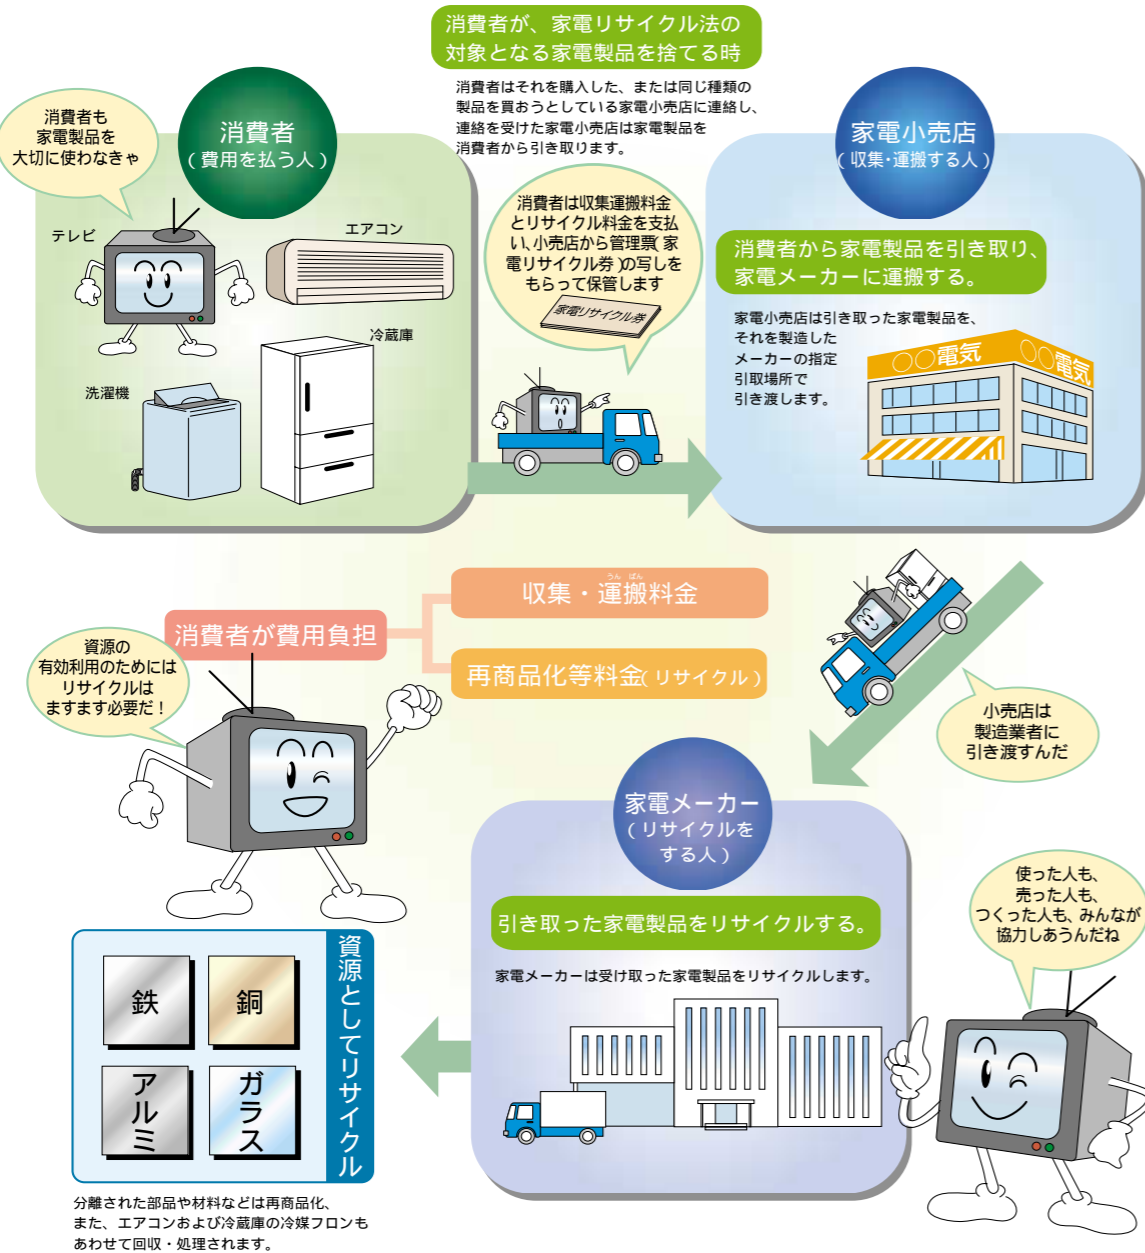 消費者が、家電リサイクル法の
対象となる家電製品を捨てる時
消費者はそれを購入した、または同じ種類の
製品を買おうとしている家電小売店に連絡し、
連絡を受けた家電小売店は家電製品を
消費者から引き取ります。
消費者も
家電製品を
大切に使わなきゃ
消費者
(費用を払う人)
テレビ
エアコン
冷蔵庫
洗濯機
消費者は収集運搬料金
とリサイクル料金を支払
い、小売店から管理票(家
電リサイクル券)の写しを
もらって保管します
家電リサイクル券
家電小売店
(収集・運搬する人)
消費者から家電製品を引き取り、
家電メーカーに運搬する。
家電小売店は引き取った家電製品を、
それを製造した
メーカーの指定
引取場所で
引き渡します。
○○電気
○○電気
消費者が費用負担
うん ぱん
収集・運搬料金
再商品化等料金(リサイクル)
資源の
有効利用のためには
リサイクルは
ますます必要だ!
小売店は
製造業者に
引き渡すんだ
家電メーカー
(リサイクルを
する人)
引き取った家電製品をリサイクルする。
家電メーカーは受け取った家電製品をリサイクルします。
使った人も、
売った人も、
つくった人も、みんなが
協力しあうんだね
資源としてリサイクル
鉄
銅
アルミ
ガラス
分離された部品や材料などは再商品化、
また、エアコンおよび冷蔵庫の冷媒フロンも
あわせて回収・処理されます。